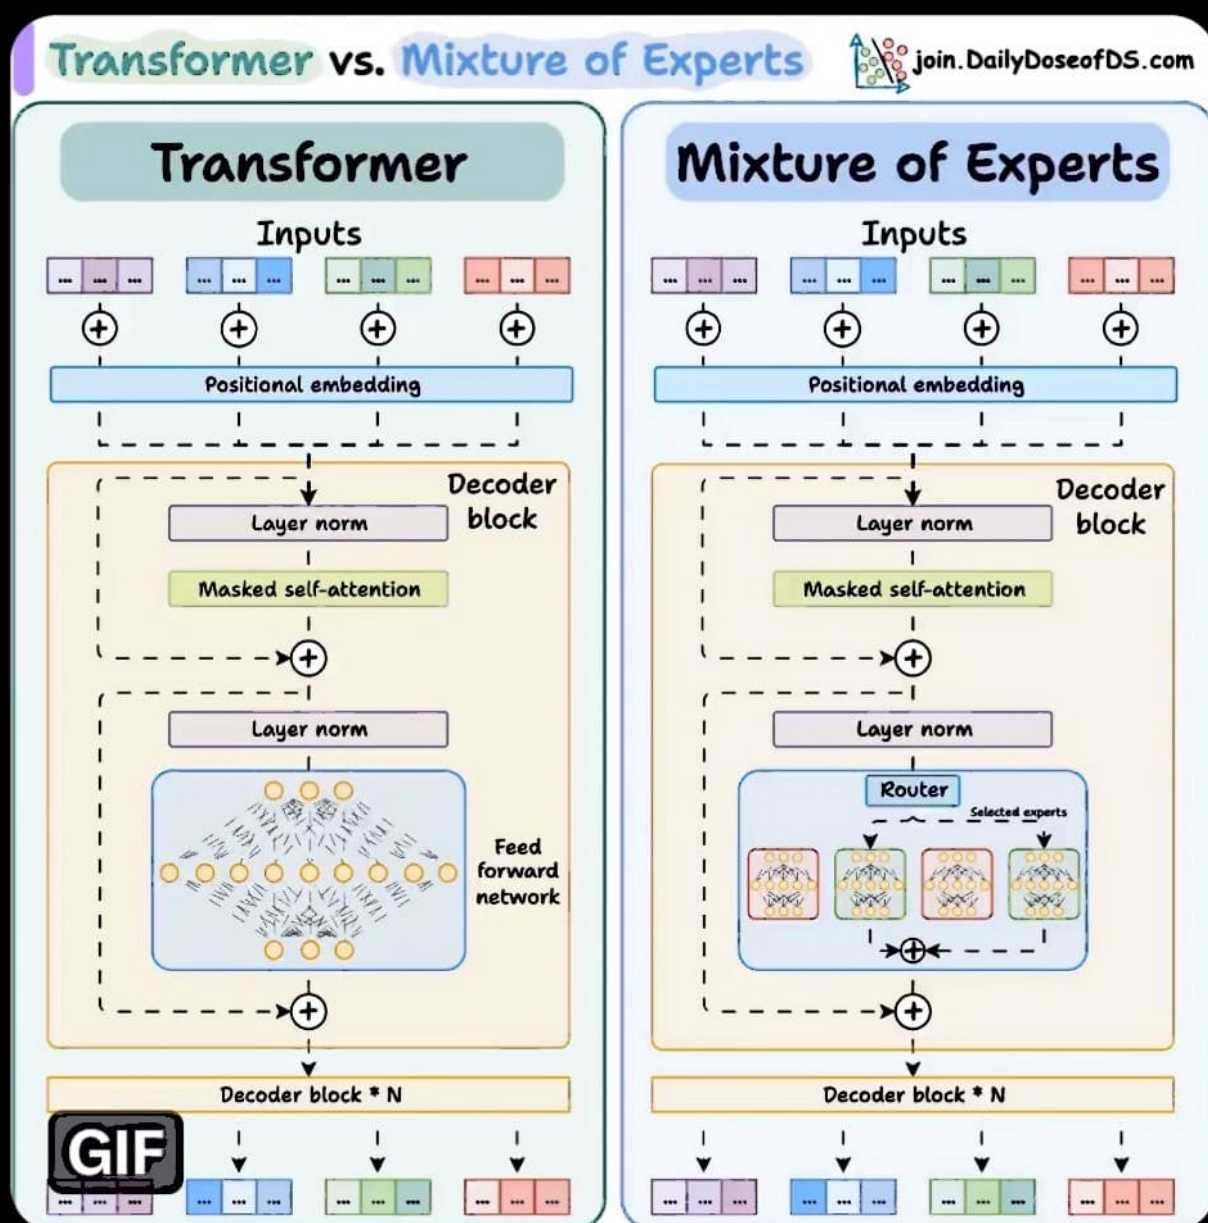 Transformer vs. Mixture of Experts
join.DailyDoseofDS.com
Transformer
Inputs
... ... ... ... ... ... ... ... ... ... ... ...
+ + + +
Positional embedding
Decoder
block
Layer norm
Masked self-attention
+
Layer norm
Feed
forward
network
+
Decoder block * N
GIF
... ... ... ... ... ... ... ... ... ... ... ...
Mixture of Experts
Inputs
... ... ... ... ... ... ... ... ... ... ... ...
+ + + +
Positional embedding
Decoder
block
Layer norm
Masked self-attention
+
Layer norm
Router
Selected experts
+
+
Decoder block * N
... ... ... ... ... ... ... ... ... ... ... ...